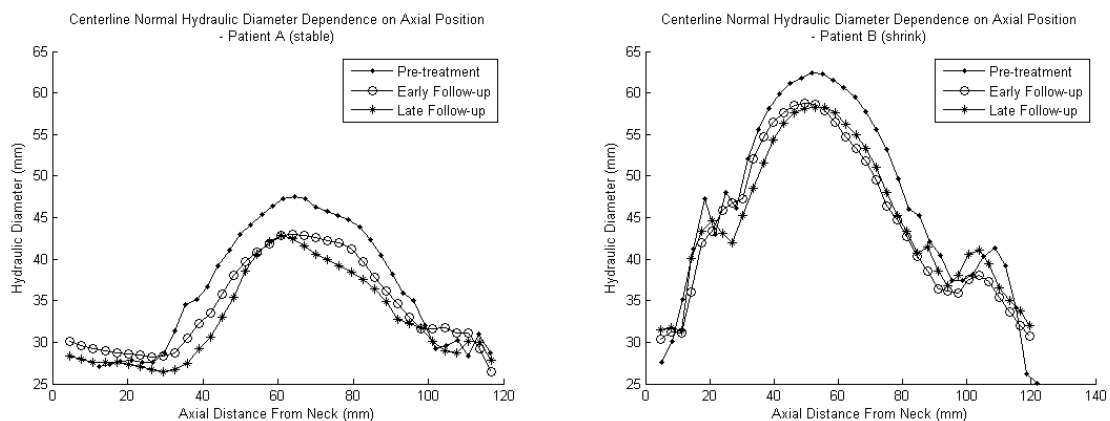 Centerline Normal Hydraulic Diameter Dependence on Axial Position
- Patient A (stable)
65
60
55
50
45
40
35
30
25
Hydraulic Diameter (mm)
0
20
40
60
80
100
120
Axial Distance From Neck (mm)
Pre-treatment
Early Follow-up
Late Follow-up
Centerline Normal Hydraulic Diameter Dependence on Axial Position
- Patient B (shrink)
65
60
55
50
45
40
35
30
25
Hydraulic Diameter (mm)
0
20
40
60
80
100
120
140
Axial Distance From Neck (mm)
Pre-treatment
Early Follow-up
Late Follow-up